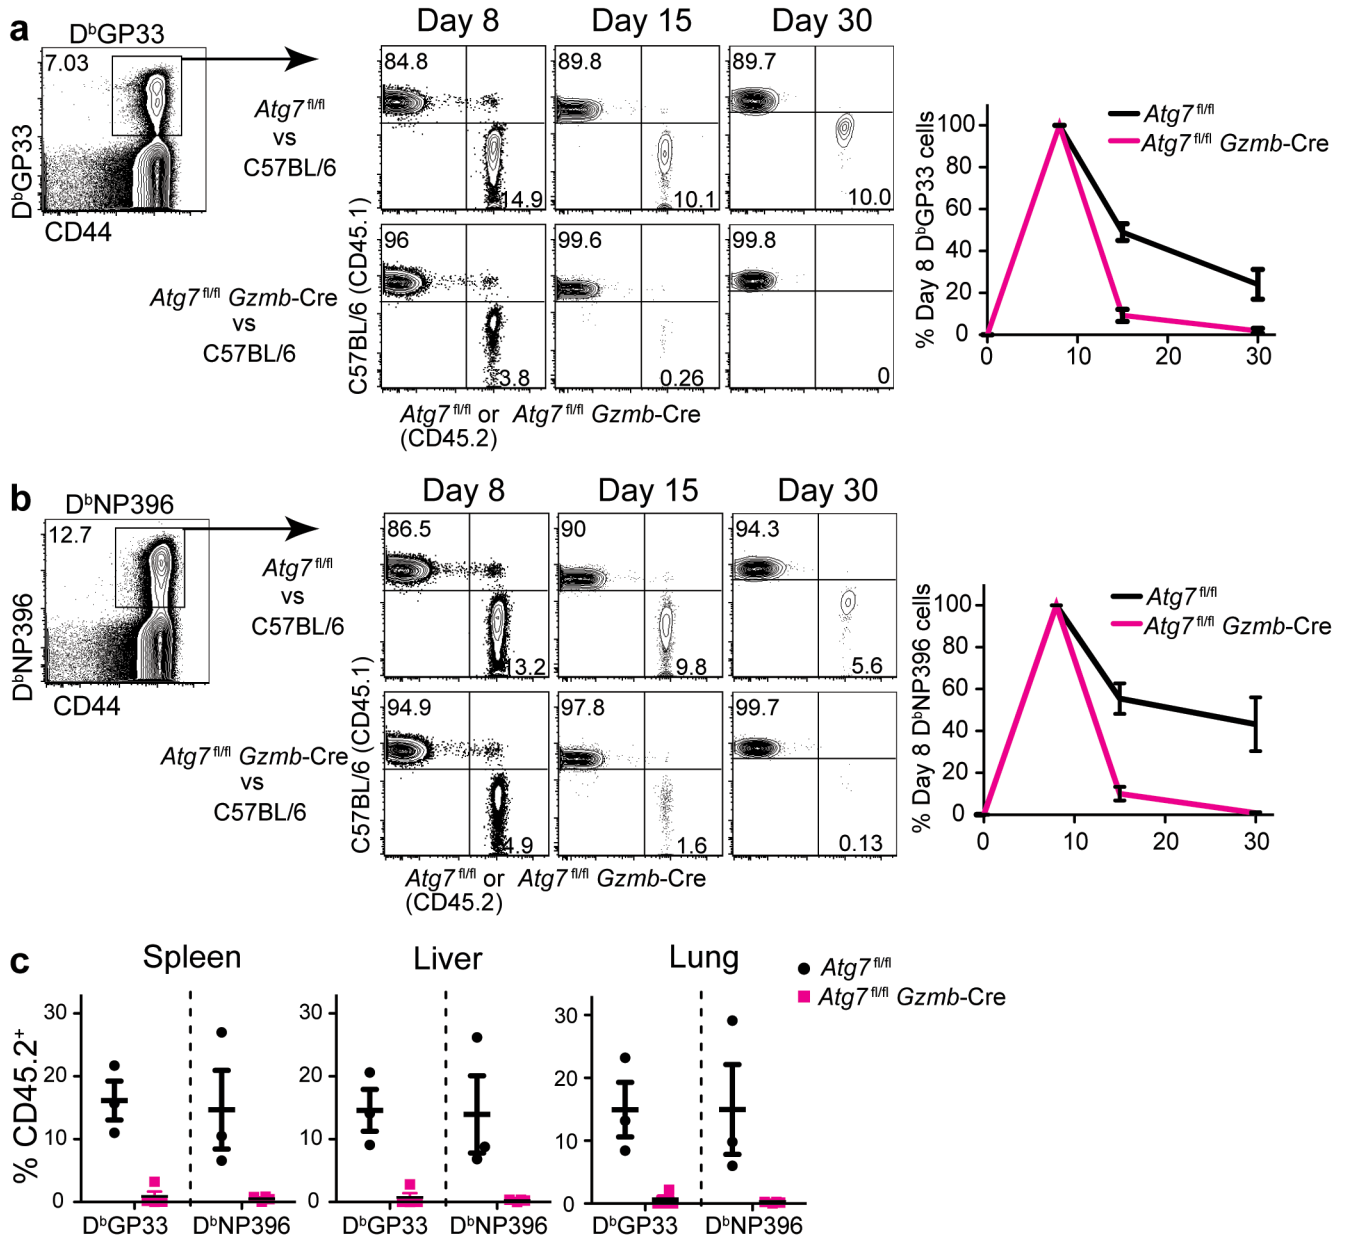 a
DᵇGP33
7.03
DᵇGP33
CD44
Atg7ᶠˡ/ᶠˡ
vs
C57BL/6
Atg7ᶠˡ/ᶠˡ Gzmb-Cre
vs
C57BL/6
Day 8 Day 15 Day 30
84.8 89.8 89.7
14.9 10.1 10.0
96 99.6 99.8
3.8 0.26 0
C57BL/6 (CD45.1)
Atg7ᶠˡ/ᶠˡ or Atg7ᶠˡ/ᶠˡ Gzmb-Cre
(CD45.2)
% Day 8 DᵇGP33 cells
100
80
60
40
20
0
0 10 20 30
Atg7ᶠˡ/ᶠˡ
Atg7ᶠˡ/ᶠˡ Gzmb-Cre
b
DᵇNP396
12.7
DᵇNP396
CD44
Atg7ᶠˡ/ᶠˡ
vs
C57BL/6
Atg7ᶠˡ/ᶠˡ Gzmb-Cre
vs
C57BL/6
Day 8 Day 15 Day 30
86.5 90 94.3
13.2 9.8 5.6
94.9 97.8 99.7
4.9 1.6 0.13
C57BL/6 (CD45.1)
Atg7ᶠˡ/ᶠˡ or Atg7ᶠˡ/ᶠˡ Gzmb-Cre
(CD45.2)
% Day 8 DᵇNP396 cells
100
80
60
40
20
0
0 10 20 30
Atg7ᶠˡ/ᶠˡ
Atg7ᶠˡ/ᶠˡ Gzmb-Cre
c
Spleen Liver Lung
Atg7ᶠˡ/ᶠˡ
Atg7ᶠˡ/ᶠˡ Gzmb-Cre
% CD45.2⁺
30 30 30
20 20 20
10 10 10
0 0 0
DᵇGP33 DᵇNP396 DᵇGP33 DᵇNP396 DᵇGP33 DᵇNP396